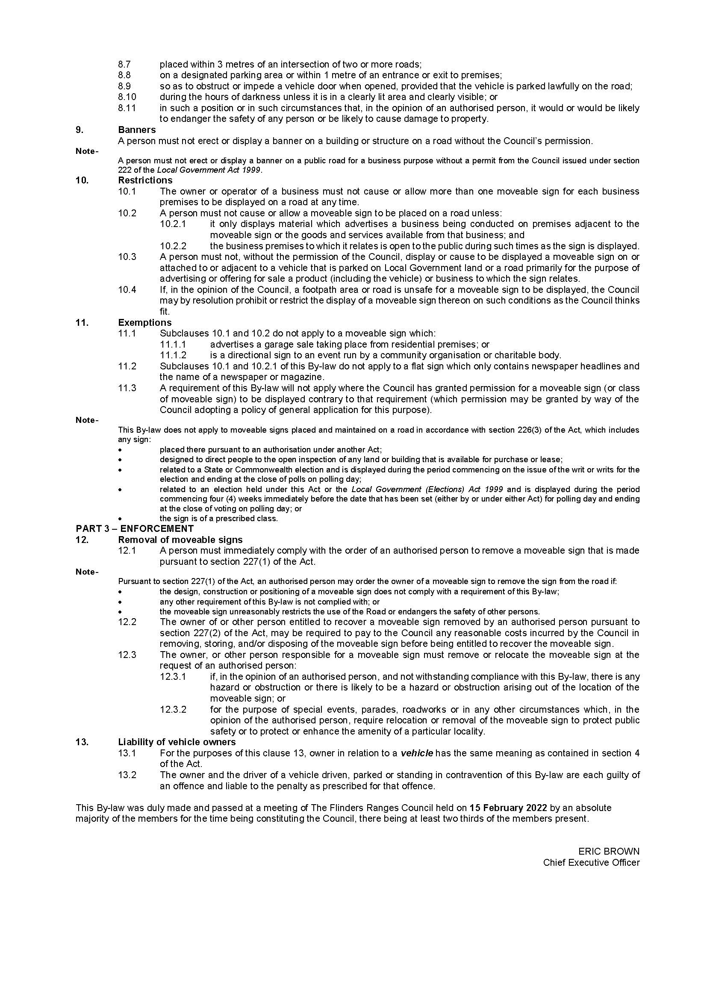 8.7 placed within 3 metres of an intersection of two or more roads;
8.8 on a designated parking area or within 1 metre of an entrance or exit to premises;
8.9 so as to obstruct or impede a vehicle door when opened, provided that the vehicle is parked lawfully on the road;
8.10 during the hours of darkness unless it is in a clearly lit area and clearly visible; or
8.11 in such a position or in such circumstances that, in the opinion of an authorised person, it would or would be likely
to endanger the safety of any person or be likely to cause damage to property.
9. Banners
A person must not erect or display a banner on a building or structure on a road without the Council's permission.
Note-
A person must not erect or display a banner on a public road for a business purpose without a permit from the Council issued under section
222 of the Local Government Act 1999.
10. Restrictions
10.1 The owner or operator of a business must not cause or allow more than one moveable sign for each business
premises to be displayed on a road at any time.
10.2 A person must not cause or allow a moveable sign to be placed on a road unless:
10.2.1 it only displays material which advertises a business being conducted on premises adjacent to the
moveable sign or the goods and services available from that business; and
10.2.2 the business premises to which it relates is open to the public during such times as the sign is displayed.
10.3 A person must not, without the permission of the Council, display or cause to be displayed a moveable sign on or
attached to or adjacent to a vehicle that is parked on Local Government land or a road primarily for the purpose of
advertising or offering for sale a product (including the vehicle) or business to which the sign relates.
10.4 If, in the opinion of the Council, a footpath area or road is unsafe for a moveable sign to be displayed, the Council
may by resolution prohibit or restrict the display of a moveable sign thereon on such conditions as the Council thinks
fit.
11. Exemptions
11.1 Subclauses 10.1 and 10.2 do not apply to a moveable sign which:
11.1.1 advertises a garage sale taking place from residential premises; or
11.1.2 is a directional sign to an event run by a community organisation or charitable body.
11.2 Subclauses 10.1 and 10.2.1 of this By-law do not apply to a flat sign which only contains newspaper headlines and
the name of a newspaper or magazine.
11.3 A requirement of this By-law will not apply where the Council has granted permission for a moveable sign (or class
of moveable sign) to be displayed contrary to that requirement (which permission may be granted by way of the
Council adopting a policy of general application for this purpose).
Note-
This By-law does not apply to moveable signs placed and maintained on a road in accordance with section 226(3) of the Act, which includes
any sign:
• placed there pursuant to an authorisation under another Act;
• designed to direct people to the open inspection of any land or building that is available for purchase or lease;
• related to a State or Commonwealth election and is displayed during the period commencing on the issue of the writ or writs for the
election and ending at the close of polls on polling day;
• related to an election held under this Act or the Local Government (Elections) Act 1999 and is displayed during the period
commencing four (4) weeks immediately before the date that has been set (either by or under either Act) for polling day and ending
at the close of voting on polling day; or
• the sign is of a prescribed class.
PART 3 – ENFORCEMENT
12. Removal of moveable signs
12.1 A person must immediately comply with the order of an authorised person to remove a moveable sign that is made
pursuant to section 227(1) of the Act.
Note-
Pursuant to section 227(1) of the Act, an authorised person may order the owner of a moveable sign to remove the sign from the road if:
• the design, construction or positioning of a moveable sign does not comply with a requirement of this By-law;
• any other requirement of this By-law is not complied with; or
• the moveable sign unreasonably restricts the use of the Road or endangers the safety of other persons.
12.2 The owner of or other person entitled to recover a moveable sign removed by an authorised person pursuant to
section 227(2) of the Act, may be required to pay to the Council any reasonable costs incurred by the Council in
removing, storing, and/or disposing of the moveable sign before being entitled to recover the moveable sign.
12.3 The owner, or other person responsible for a moveable sign must remove or relocate the moveable sign at the
request of an authorised person:
12.3.1 if, in the opinion of an authorised person, and not withstanding compliance with this By-law, there is any
hazard or obstruction or there is likely to be a hazard or obstruction arising out of the location of the
moveable sign; or
12.3.2 for the purpose of special events, parades, roadworks or in any other circumstances which, in the
opinion of the authorised person, require relocation or removal of the moveable sign to protect public
safety or to protect or enhance the amenity of a particular locality.
13. Liability of vehicle owners
13.1 For the purposes of this clause 13, owner in relation to a vehicle has the same meaning as contained in section 4
of the Act.
13.2 The owner and the driver of a vehicle driven, parked or standing in contravention of this By-law are each guilty of
an offence and liable to the penalty as prescribed for that offence.
This By-law was duly made and passed at a meeting of The Flinders Ranges Council held on 15 February 2022 by an absolute
majority of the members for the time being constituting the Council, there being at least two thirds of the members present.
ERIC BROWN
Chief Executive Officer